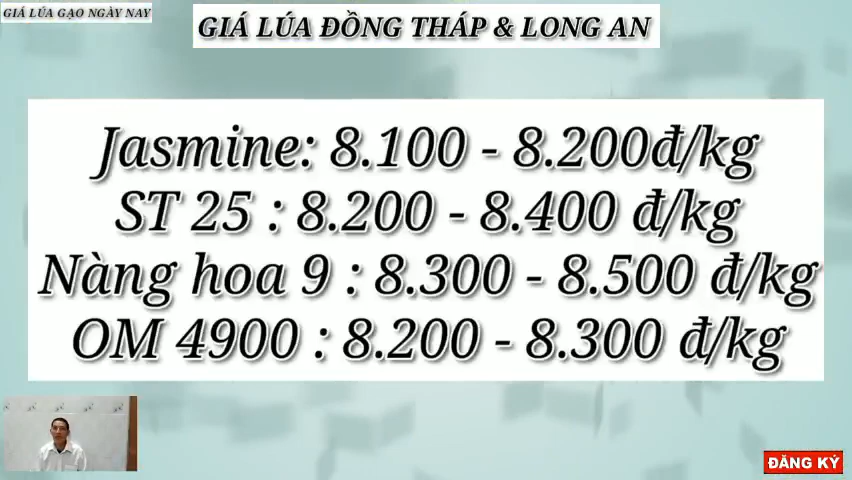 GIÁ LÚA GẠO NGÀY NAY
GIÁ LÚA ĐỒNG THÁP & LONG AN
Jasmine: 8.100 - 8.200đ/kg
ST 25 : 8.200 - 8.400 đ/kg
Nàng hoa 9 : 8.300 - 8.500 đ/kg
OM 4900 : 8.200 - 8.300 đ/kg
ĐĂNG KÝ